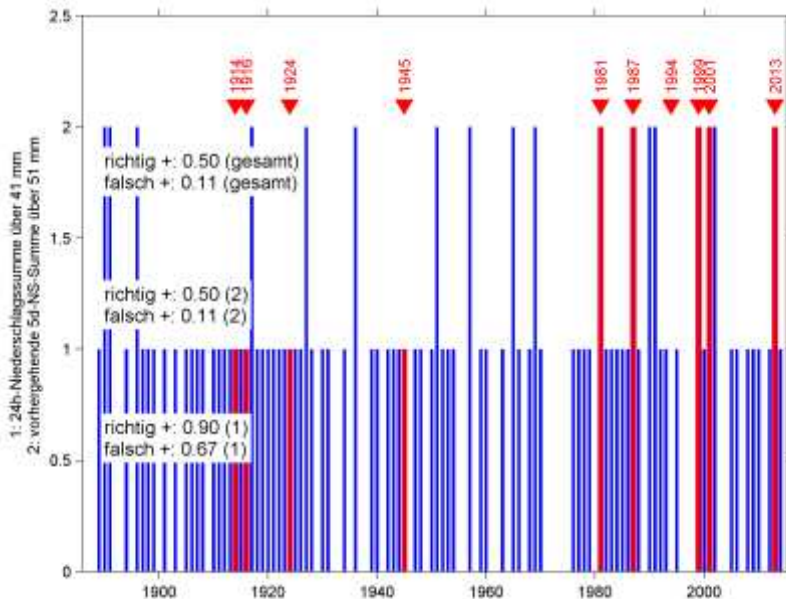 2.5
2
1.5
1
0.5
0
1: 24h-Niederschlagssumme über 41 mm
2: vorhergehende 5d-NS-Summe über 51 mm
1914
1916
1924
1945
1981
1987
1994
1999
2001
2013
richtig +: 0.50 (gesamt)
falsch +: 0.11 (gesamt)
richtig +: 0.50 (2)
falsch +: 0.11 (2)
richtig +: 0.90 (1)
falsch +: 0.67 (1)
1900
1920
1940
1960
1980
2000